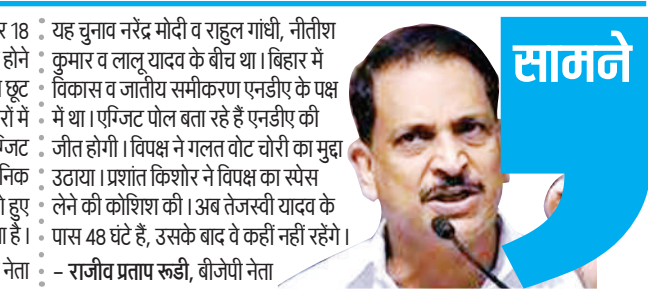 र 18
होने
छूट
रों में
ग्जिट
निक
हुए
ा है।
नेता
यह चुनाव नरेंद्र मोदी व राहुल गांधी, नीतीश
कुमार व लालू यादव के बीच था। बिहार में
विकास व जातीय समीकरण एनडीए के पक्ष
में था। एग्जिट पोल बता रहे हैं एनडीए की
जीत होगी। विपक्ष ने गलत वोट चोरी का मुद्दा
उठाया। प्रशांत किशोर ने विपक्ष का स्पेस
लेने की कोशिश की। अब तेजस्वी यादव के
पास 48 घंटे हैं, उसके बाद वे कहीं नहीं रहेंगे।
– राजीव प्रताप रूडी, बीजेपी नेता
सामने